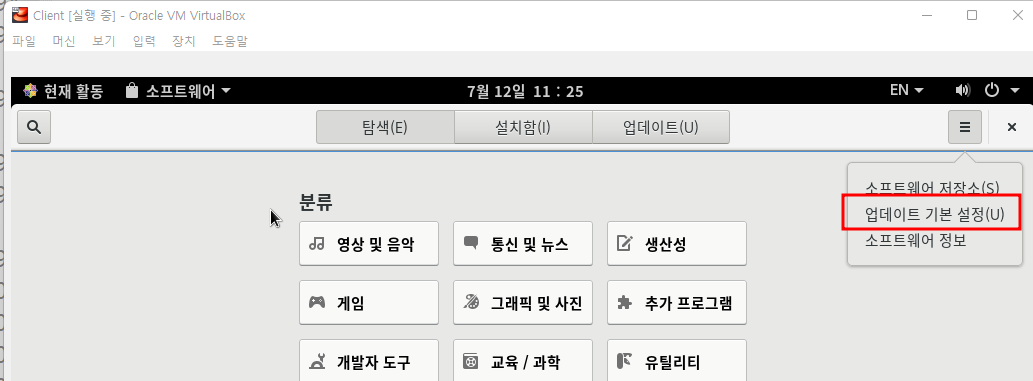 Client [실행 중] - Oracle VM VirtualBox
파일 머신 보기 입력 장치 도움말
현재 활동 소프트웨어 7월 12일 11 : 25 EN
탐색(E) 설치함(I) 업데이트(U)
소프트웨어 저장소(S)
업데이트 기본 설정(U)
소프트웨어 정보
분류
영상 및 음악 통신 및 뉴스 생산성
게임 그래픽 및 사진 추가 프로그램
개발자 도구 교육 / 과학 유틸리티